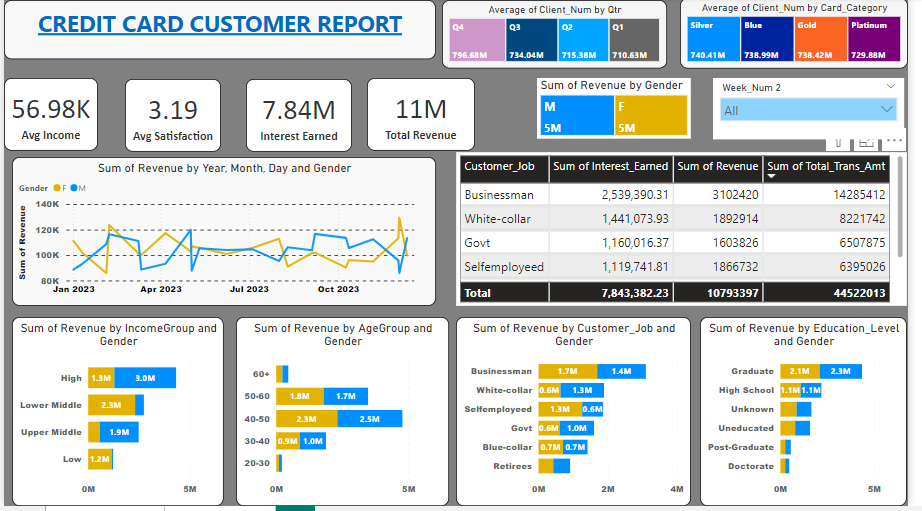 CREDIT CARD CUSTOMER REPORT
Average of Client_Num by Qtr
Q4
Q3
Q2
Q1
796.68M
734.04M
715.38M
710.63M
Average of Client_Num by Card_Category
Silver
Blue
Gold
Platinum
740.41M
738.99M
738.42M
729.88M
56.98K
Avg Income
3.19
Avg Satisfaction
7.84M
Interest Earned
11M
Total Revenue
Sum of Revenue by Gender
M
F
5M
5M
Week_Num 2
All
Sum of Revenue by Year, Month, Day and Gender
Gender F M
Sum of Revenue
140K
120K
100K
80K
Jan 2023 Apr 2023 Jul 2023 Oct 2023
Customer_Job Sum of Interest_Earned Sum of Revenue Sum of Total_Trans_Amt
Businessman 2,539,390.31 3102420 14285412
White-collar 1,441,073.93 1892914 8221742
Govt 1,160,016.37 1603826 6507875
Selfemployeed 1,119,741.81 1866732 6395026
Total 7,843,382.23 10793397 44522013
Sum of Revenue by IncomeGroup and
Gender
High 1.3M 3.0M
Lower Middle 2.3M
Upper Middle 1.9M
Low 1.2M
0M 5M
Sum of Revenue by AgeGroup and
Gender
60+
50-60 1.8M 1.7M
40-50 2.3M 2.5M
30-40 0.9M 1.0M
20-30
0M 5M
Sum of Revenue by Customer_Job and
Gender
Businessman 1.7M 1.4M
White-collar 0.6M 1.3M
Selfemployeed 1.3M 0.6M
Govt 0.6M 1.0M
Blue-collar 0.7M 0.7M
Retirees
0M 2M 4M
Sum of Revenue by Education_Level
and Gender
Graduate 2.1M 2.3M
High School 1.1M 1.1M
Unknown
Uneducated
Post-Graduate
Doctorate
0M 5M